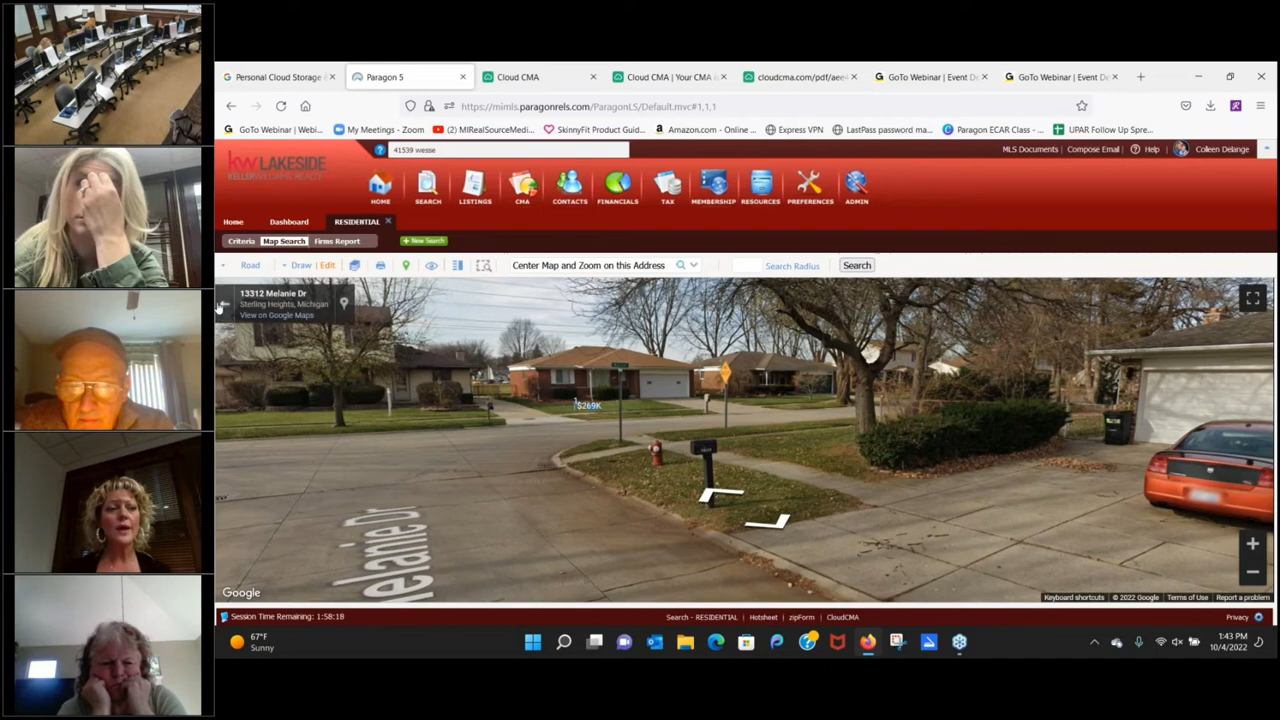 Personal Cloud Storage
Paragon 5
Cloud CMA
Cloud CMA | Your CMA
cloudcma.com/pdf/aee
GoTo Webinar | Event D
GoTo Webinar | Event D
https://mimls.paragonrels.com/ParagonLS/Default.mvc#1,1,1
GoTo Webinar | Webi...
My Meetings - Zoom
(2) MIRealSourceMedi...
SkinnyFit Product Guid...
Amazon.com - Online ...
Express VPN
LastPass password ma...
Paragon ECAR Class - ...
UPAR Follow Up Spre...
kw LAKESIDE
KELLERWILLIAMS REALTY
41539 wesse
MLS Documents
Compose Email
Help
Colleen Delange
HOME
SEARCH
LISTINGS
CMA
CONTACTS
FINANCIALS
TAX
MEMBERSHIP
RESOURCES
PREFERENCES
ADMIN
Home
Dashboard
RESIDENTIAL
Criteria
Map Search
Firms Report
+ New Search
Road
Draw
Edit
Center Map and Zoom on this Address
Search Radius
Search
13312 Melanie Dr
Sterling Heights, Michigan
View on Google Maps
1
$269K
elanie Dr
Google
Keyboard shortcuts
© 2022 Google
Terms of Use
Report a problem
Session Time Remaining: 1:58:18
Search - RESIDENTIAL
Hotsheet
zipForm
CloudCMA
Privacy
67°F
Sunny
1:43 PM
10/4/2022